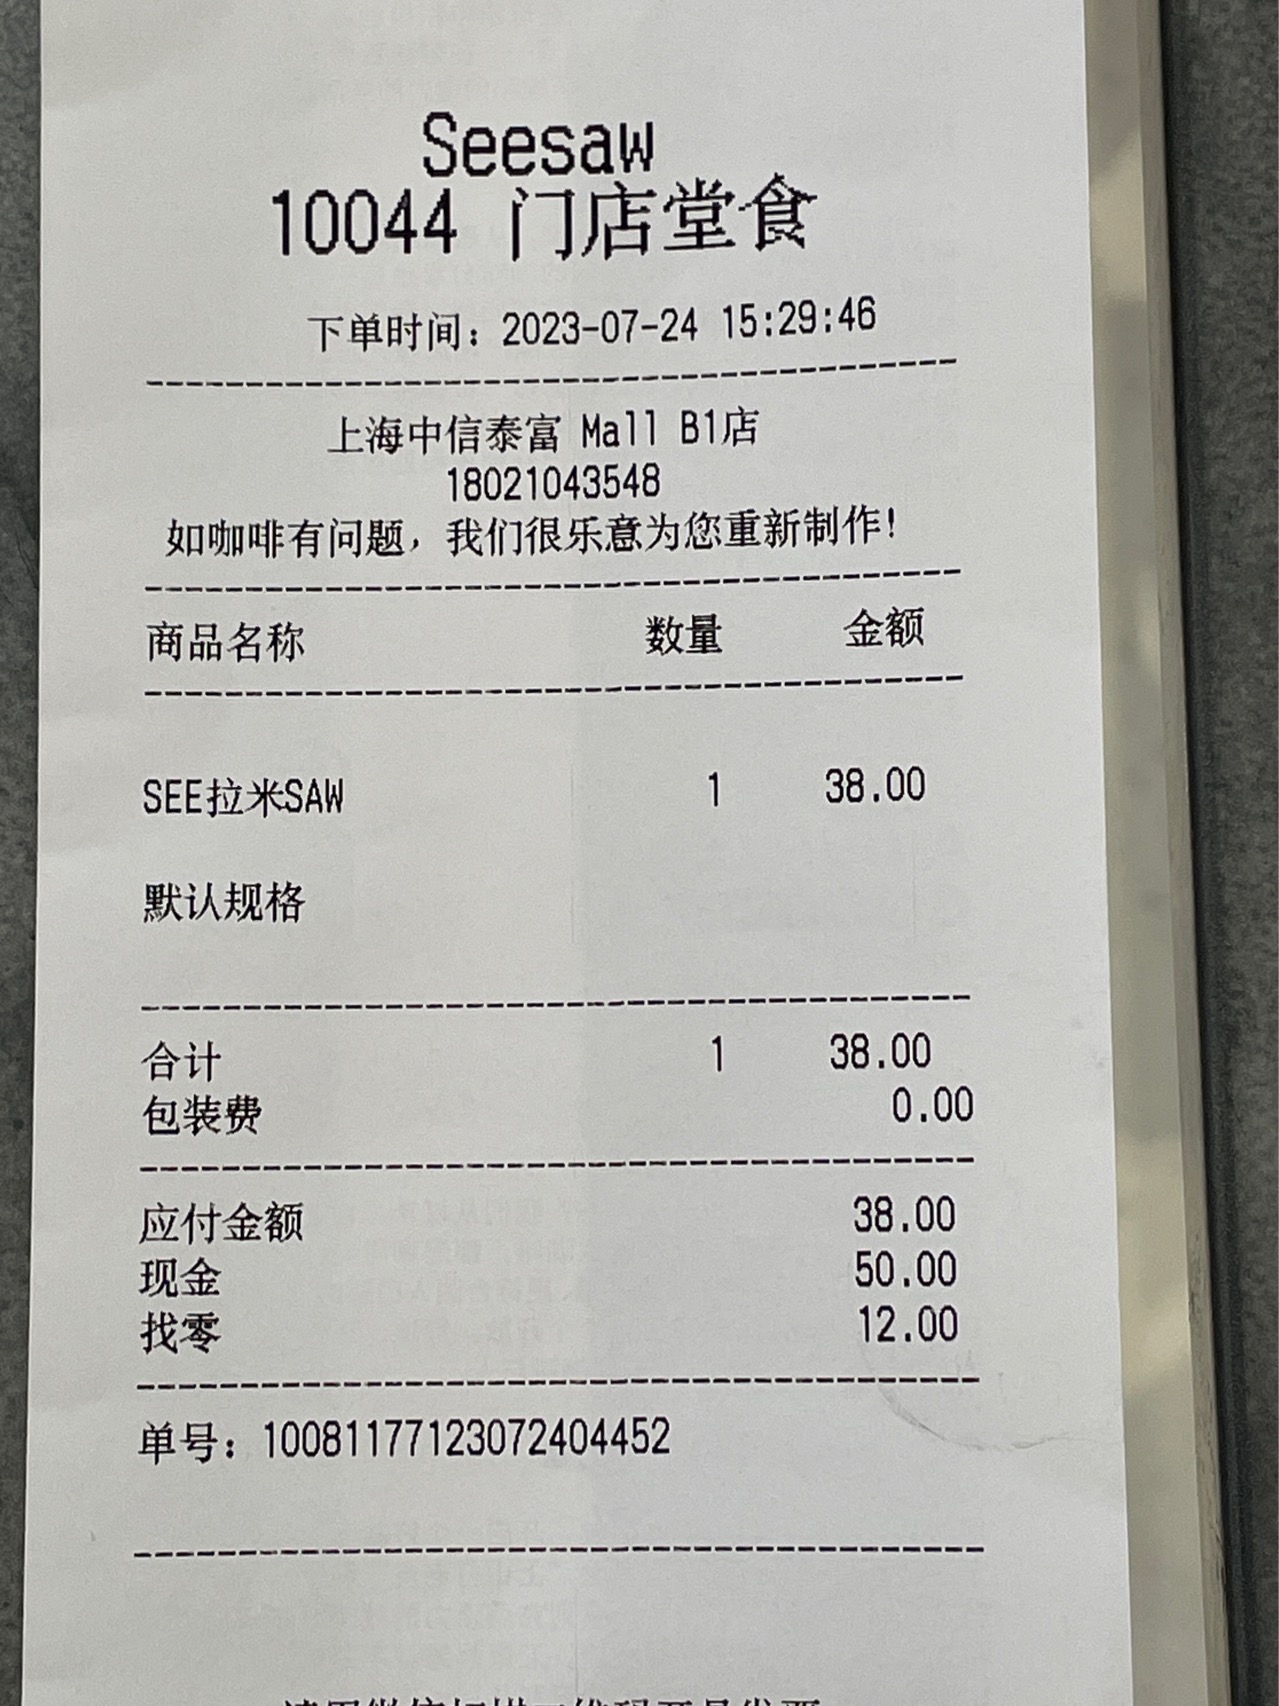 Seesaw
10044 门店堂食
下单时间：2023-07-24 15:29:46
上海中信泰富 Mall B1店
18021043548
如咖啡有问题，我们很乐意为您重新制作！
商品名称 数量 金额
SEE拉米SAW 1 38.00
默认规格
合计 1 38.00
包装费 0.00
应付金额 38.00
现金 50.00
找零 12.00
单号：10081177123072404452